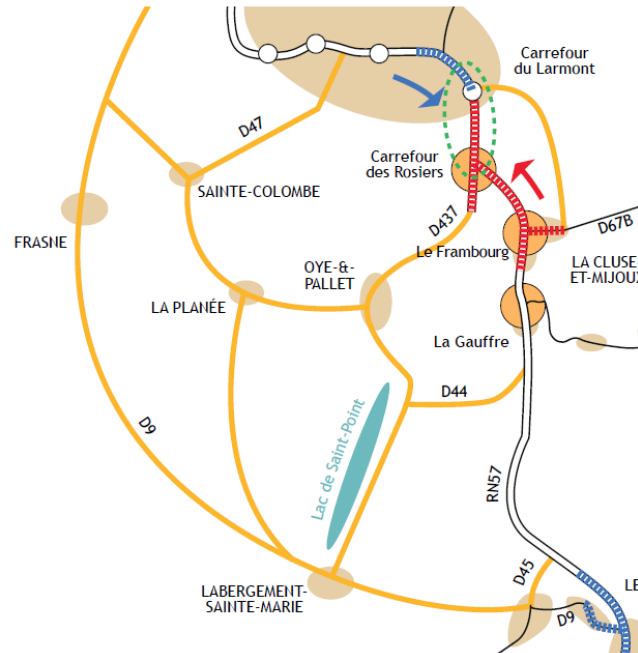 Carrefour
du Larmont
D47
Carrefour
des Rosiers
SAINTE-COLOMBE
D437
D67B
FRASNE
Le Frambourg
OYE-&-
PALLET
LA CLUSE
ET-MIJOUX
LA PLANÉE
La Gauffre
D44
D9
Lac de Saint-Point
RN57
D45
LE
LABERGEMENT-
SAINTE-MARIE
D9